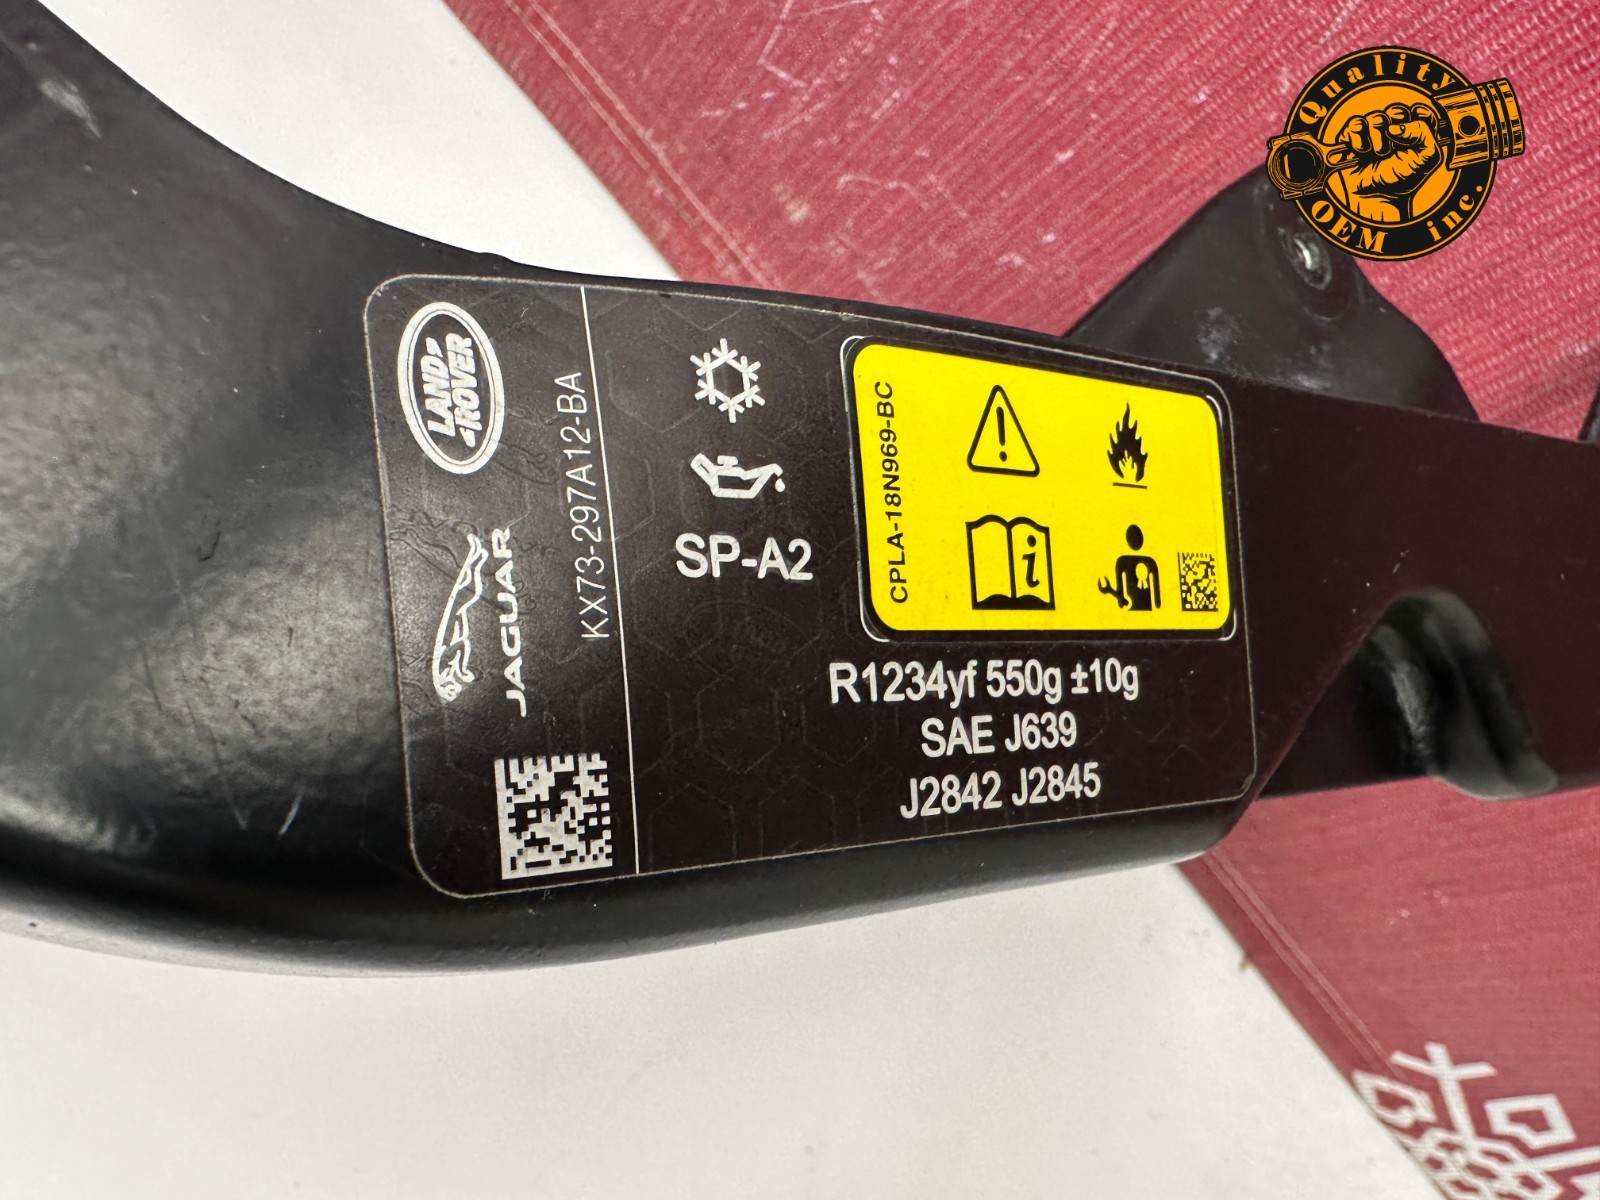 Quality
OEM inc.
LAND
ROVER
JAGUAR
KX73-297A12-BA
SP-A2
CPLA-18N969-BC
R1234yf 550g ±10g
SAE J639
J2842 J2845